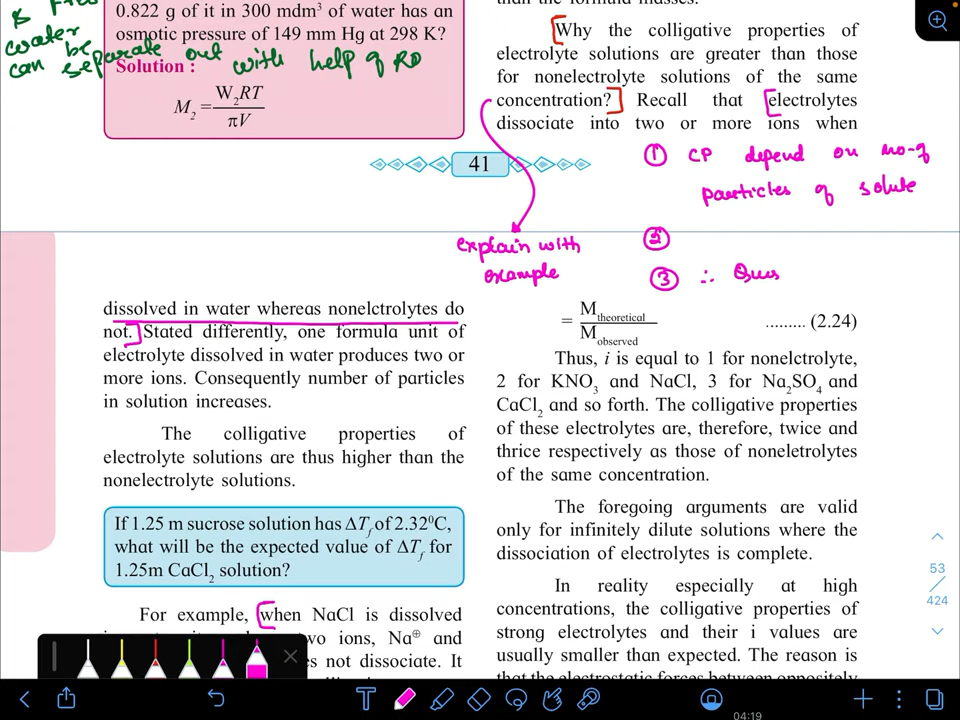 is free
water be
can separate out with help of RO
0.822 g of it in 300 mdm³ of water has an
osmotic pressure of 149 mm Hg at 298 K?
Solution :
M₂ = W₂RT / πV
Why the colligative properties of
electrolyte solutions are greater than those
for nonelectrolyte solutions of the same
concentration? Recall that electrolytes
dissociate into two or more ions when
① CP depend on no-of
particles of solute
41
explain with
example
②
③ ∴ Ques
dissolved in water whereas nonelctrolytes do
not. Stated differently, one formula unit of
electrolyte dissolved in water produces two or
more ions. Consequently number of particles
in solution increases.
The colligative properties of
electrolyte solutions are thus higher than the
nonelectrolyte solutions.
If 1.25 m sucrose solution has ΔTf of 2.32⁰C,
what will be the expected value of ΔTf for
1.25m CaCl₂ solution?
For example, when NaCl is dissolved
two ions, Na⊕ and
es not dissociate. It
= Mtheoretical / Mobserved ......... (2.24)
Thus, i is equal to 1 for nonelctrolyte,
2 for KNO₃ and NaCl, 3 for Na₂SO₄ and
CaCl₂ and so forth. The colligative properties
of these electrolytes are, therefore, twice and
thrice respectively as those of noneletrolytes
of the same concentration.
The foregoing arguments are valid
only for infinitely dilute solutions where the
dissociation of electrolytes is complete.
In reality especially at high
concentrations, the colligative properties of
strong electrolytes and their i values are
usually smaller than expected. The reason is
that the electrostatic forces between oppositely
53
424
04:19